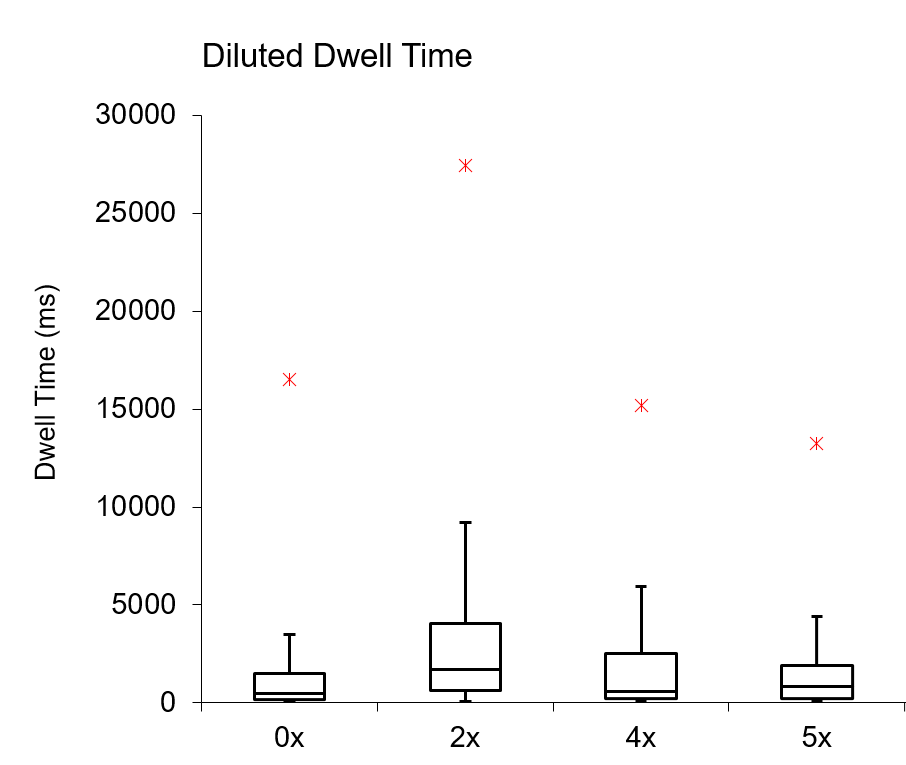 Diluted Dwell Time
30000
25000
20000
15000
10000
5000
0
Dwell Time (ms)
0x
2x
4x
5x